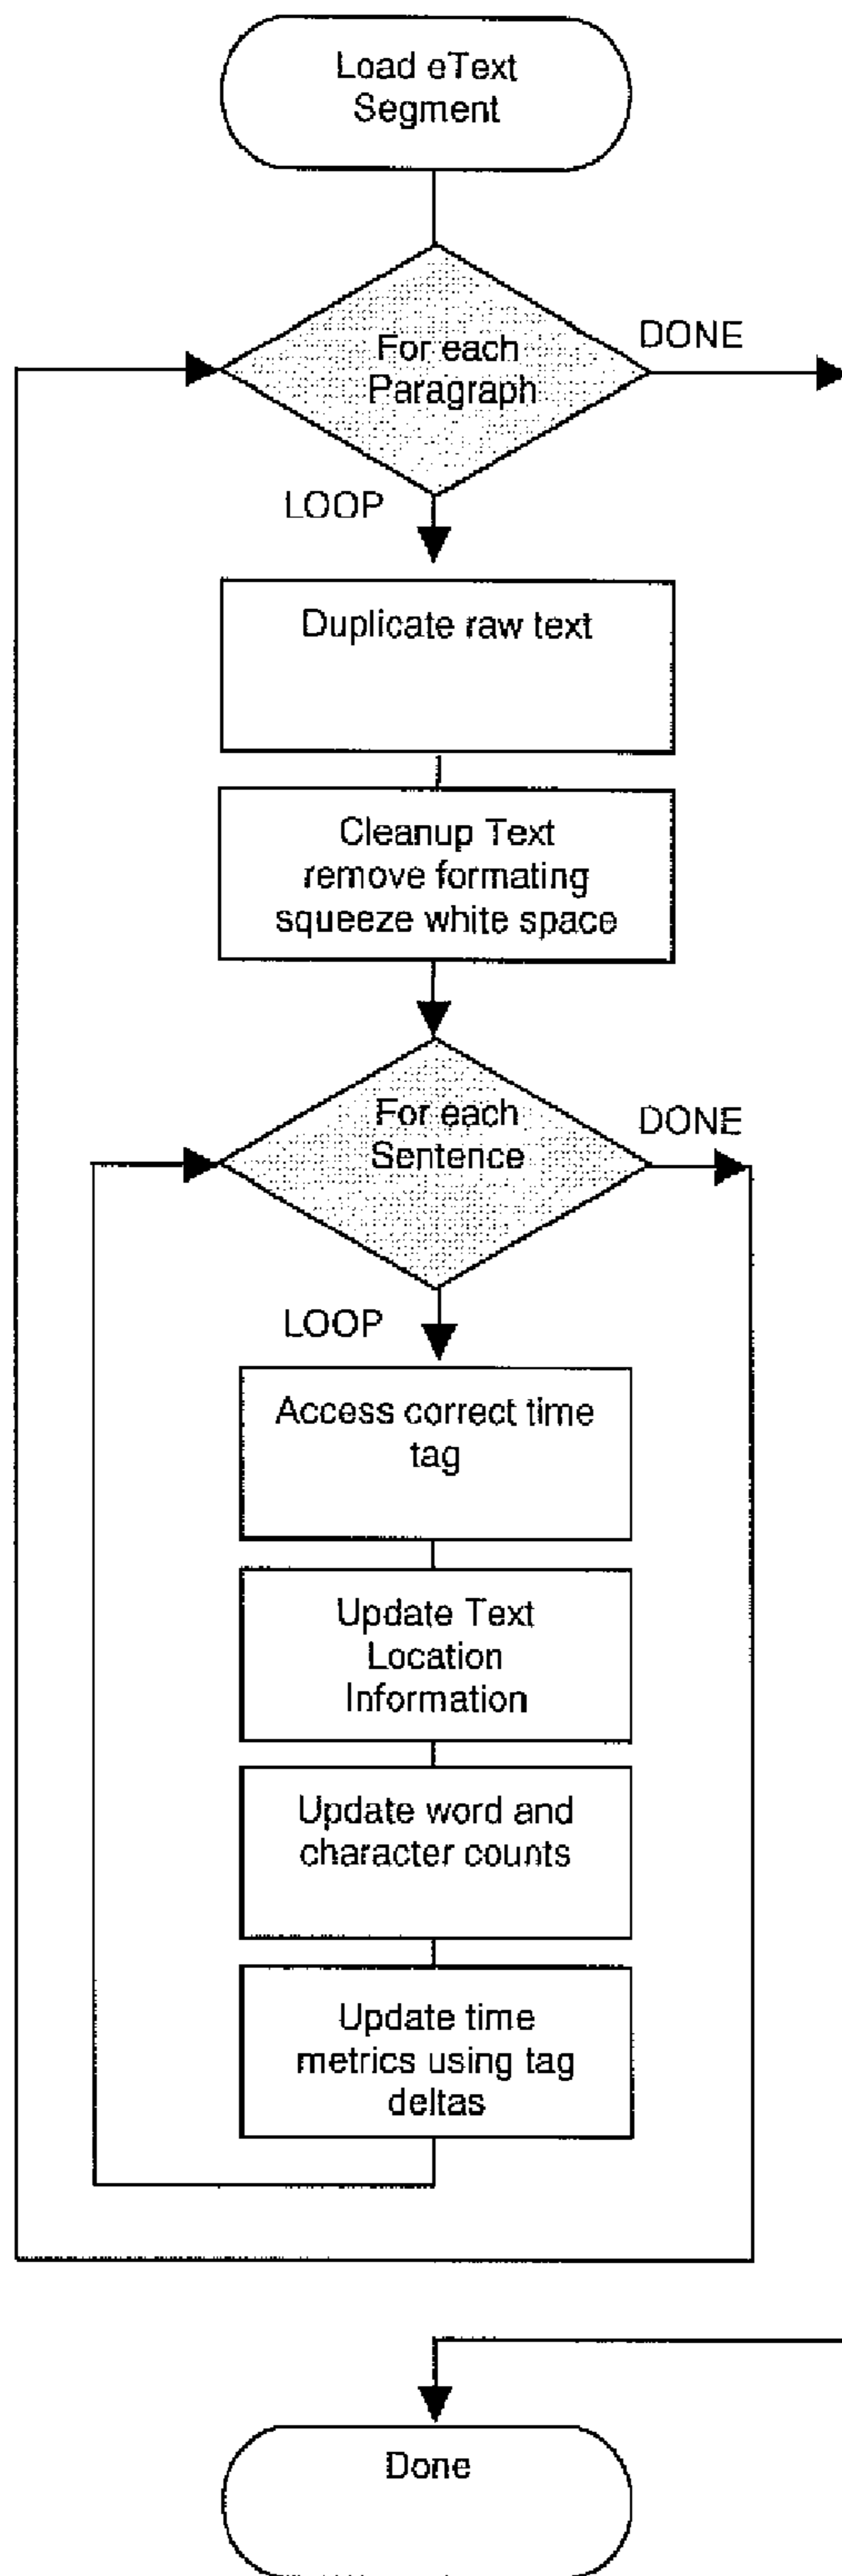 Load eText
Segment
For each
Paragraph
DONE
LOOP
Duplicate raw text
Cleanup Text
remove formating
squeeze white space
For each
Sentence
DONE
LOOP
Access correct time
tag
Update Text
Location
Information
Update word and
character counts
Update time
metrics using tag
deltas
Done